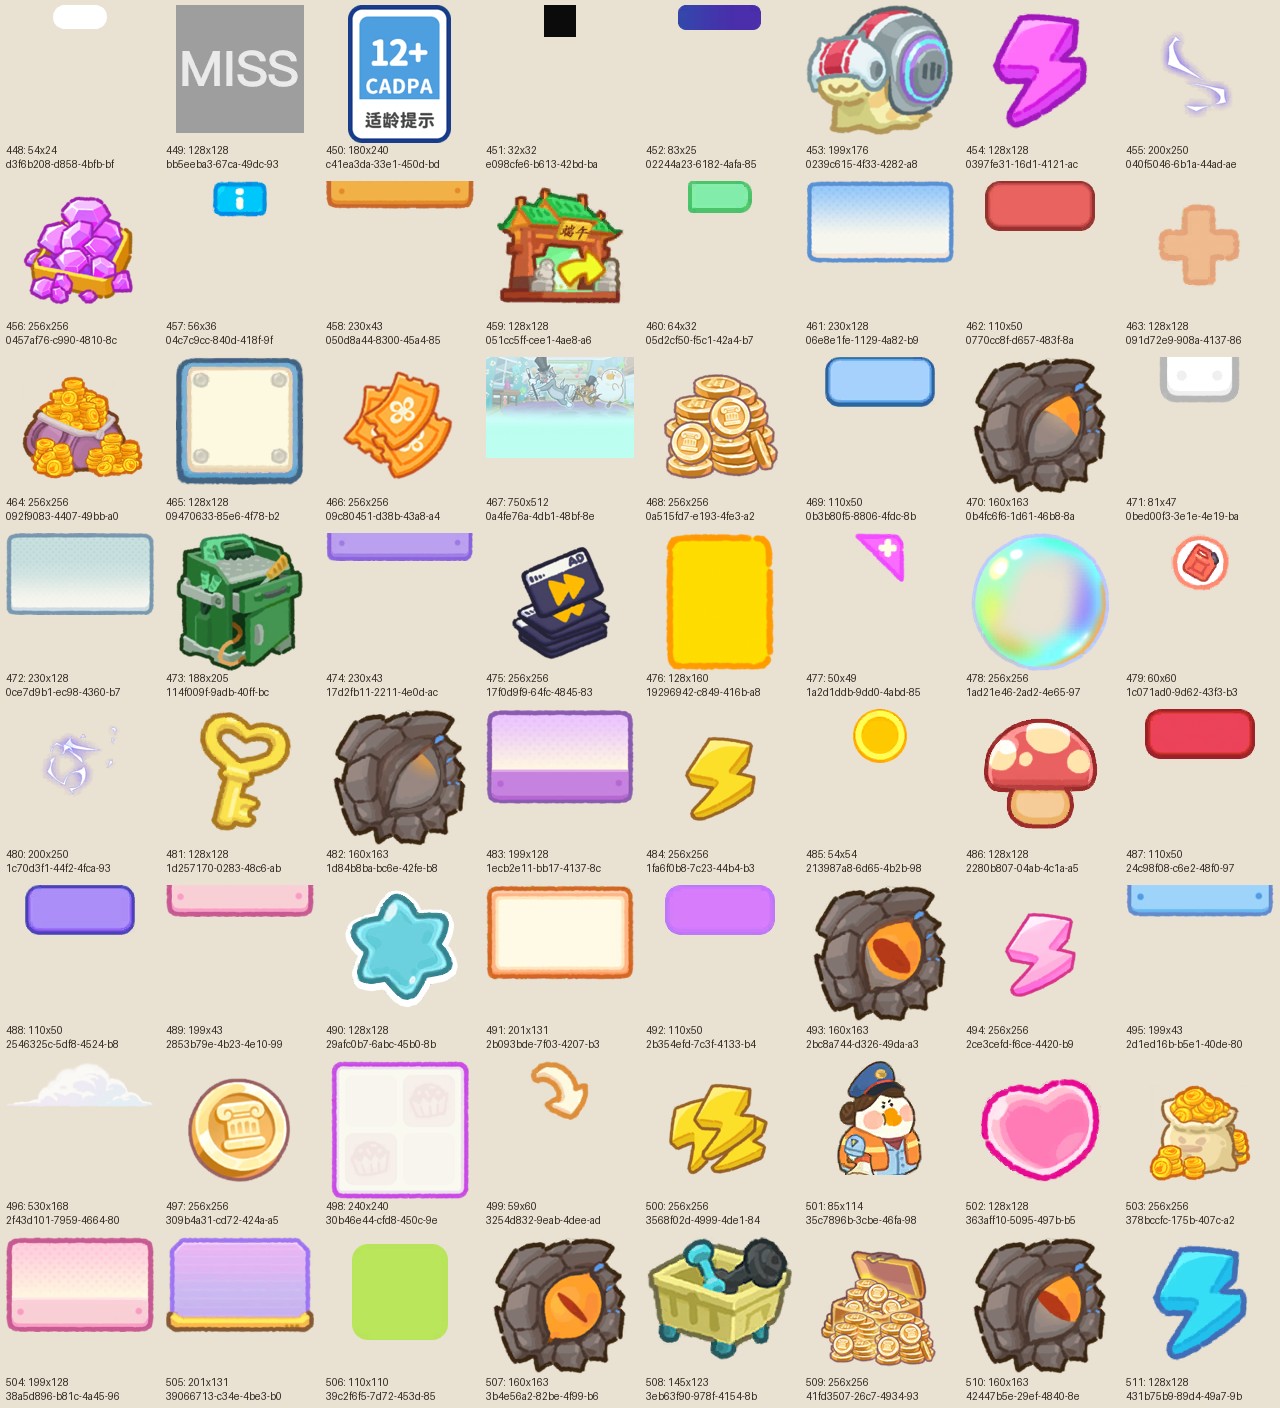 MISS
12+
CADPA
适龄提示
448: 54x24
d3f6b208-d858-4bfb-bf
449: 128x128
bb5eeba3-67ca-49dc-93
450: 180x240
c41ea3da-33e1-450d-bd
451: 32x32
e098cfe6-b613-42bd-ba
452: 83x25
02244a23-6182-4afa-85
453: 199x176
0239c615-4f33-4282-a8
454: 128x128
0397fe31-16d1-4121-ac
455: 200x250
040f5046-6b1a-44ad-ae
端午
456: 256x256
0457af76-c990-4810-8c
457: 56x36
04c7c9cc-840d-418f-9f
458: 230x43
050d8a44-8300-45a4-85
459: 128x128
051cc5ff-cee1-4ae8-a6
460: 64x32
05d2cf50-f5c1-42a4-b7
461: 230x128
06e8e1fe-1129-4a82-b9
462: 110x50
0770cc8f-d657-483f-8a
463: 128x128
091d72e9-908a-4137-86
464: 256x256
092f9083-4407-49bb-a0
465: 128x128
09470633-85e6-4f78-b2
466: 256x256
09c80451-d38b-43a8-a4
467: 750x512
0a4fe76a-4db1-48bf-8e
468: 256x256
0a515fd7-e193-4fe3-a2
469: 110x50
0b3b80f5-8806-4fdc-8b
470: 160x163
0b4fc6f6-1d61-46b8-8a
471: 81x47
0bed00f3-3e1e-4e19-ba
AD
472: 230x128
0ce7d9b1-ec98-4360-b7
473: 188x205
114f009f-9adb-40ff-bc
474: 230x43
17d2fb11-2211-4e0d-ac
475: 256x256
17f0d9f9-64fc-4845-83
476: 128x160
19296942-c849-416b-a8
477: 50x49
1a2d1ddb-9dd0-4abd-85
478: 256x256
1ad21e46-2ad2-4e65-97
479: 60x60
1c071ad0-9d62-43f3-b3
480: 200x250
1c70d3f1-44f2-4fca-93
481: 128x128
1d257170-0283-48c6-ab
482: 160x163
1d84b8ba-bc6e-42fe-b8
483: 199x128
1ecb2e11-bb17-4137-8c
484: 256x256
1fa6f0b8-7c23-44b4-b3
485: 54x54
213987a8-6d65-4b2b-98
486: 128x128
2280b807-04ab-4c1a-a5
487: 110x50
24c98f08-c6e2-48f0-97
488: 110x50
2546325c-5df8-4524-b8
489: 199x43
2853b79e-4b23-4e10-99
490: 128x128
29afc0b7-6abc-45b0-8b
491: 201x131
2b093bde-7f03-4207-b3
492: 110x50
2b354efd-7c3f-4133-b4
493: 160x163
2bc8a744-d326-49da-a3
494: 256x256
2ce3cefd-f6ce-4420-b9
495: 199x43
2d1ed16b-b5e1-40de-80
496: 530x168
2f43d101-7959-4664-80
497: 256x256
309b4a31-cd72-424a-a5
498: 240x240
30b46e44-cfd8-450c-9e
499: 59x60
3254d832-9eab-4dee-ad
500: 256x256
3568f02d-4999-4de1-84
501: 85x114
35c7896b-3cbe-46fa-98
502: 128x128
363aff10-5095-497b-b5
503: 256x256
378bccfc-175b-407c-a2
504: 199x128
38a5d896-b81c-4a45-96
505: 201x131
39066713-c34e-4be3-b0
506: 110x110
39c2f6f5-7d72-453d-85
507: 160x163
3b4e56a2-82be-4f99-b6
508: 145x123
3eb63f90-978f-4154-8b
509: 256x256
41fd3507-26c7-4934-93
510: 160x163
42447b5e-29ef-4840-8e
511: 128x128
431b75b9-89d4-49a7-9b